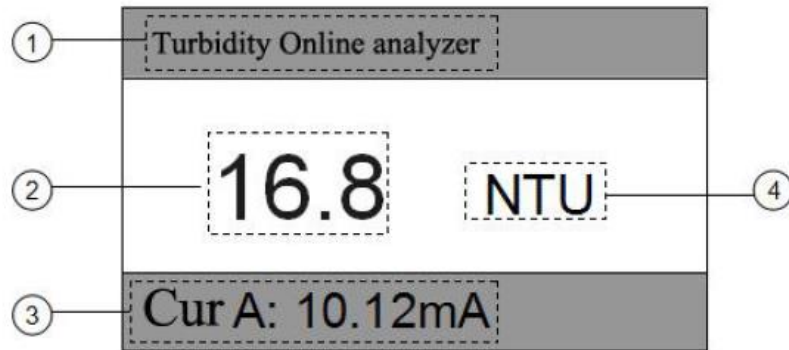 ① Turbidity Online analyzer
② 16.8 NTU ④
③ Cur A: 10.12mA